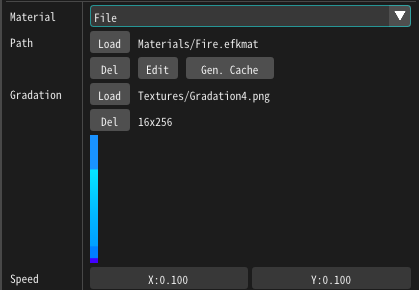 Material File
Path Load Materials/Fire.efkmat
Del Edit Gen. Cache
Gradation Load Textures/Gradation4.png
Del 16x256
Speed X:0.100 Y:0.100